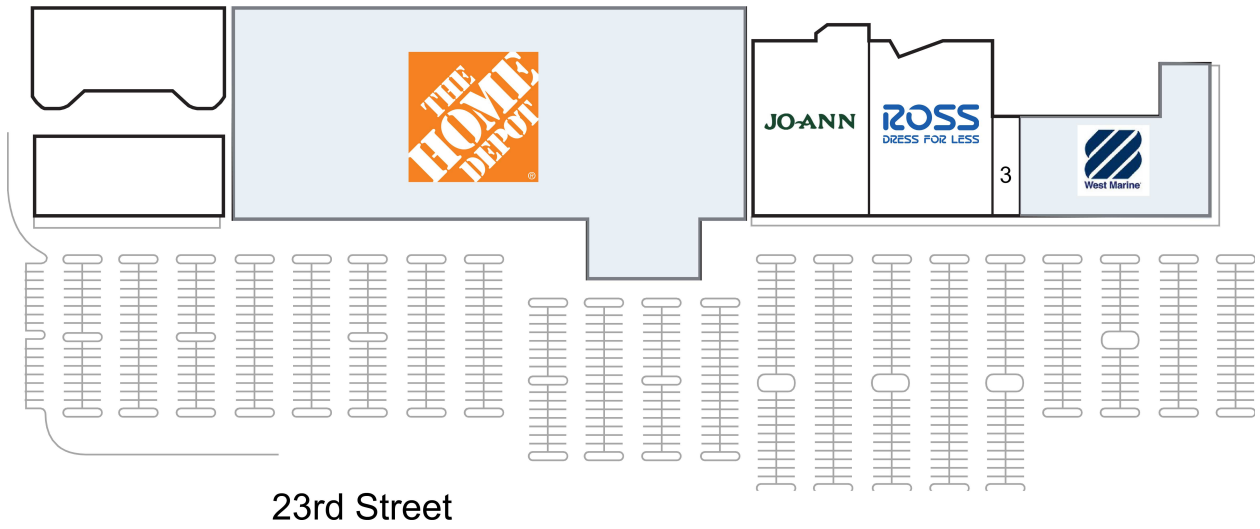 THE
HOME
DEPOT
®
JO-ANN
ROSS
DRESS FOR LESS
3
West Marine
23rd Street